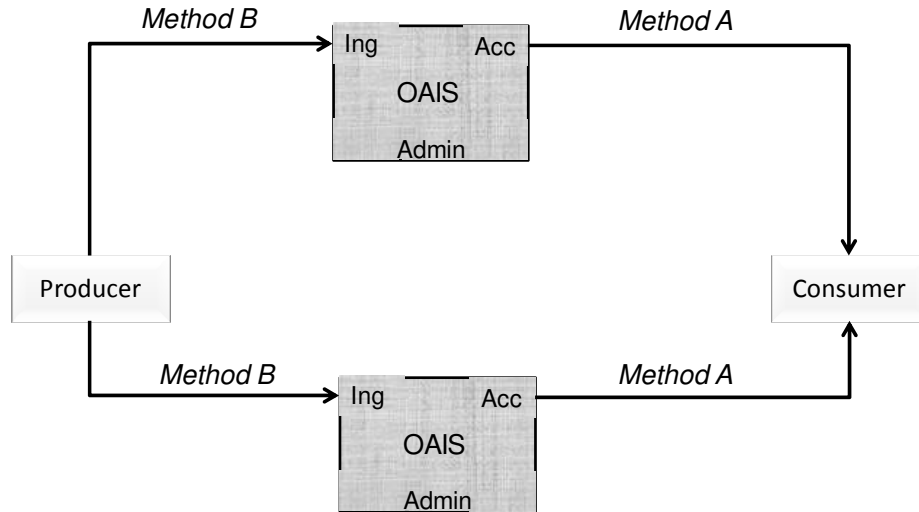 Method B
Method A
Ing Acc
OAIS
Admin
Producer
Consumer
Method B
Method A
Ing Acc
OAIS
Admin